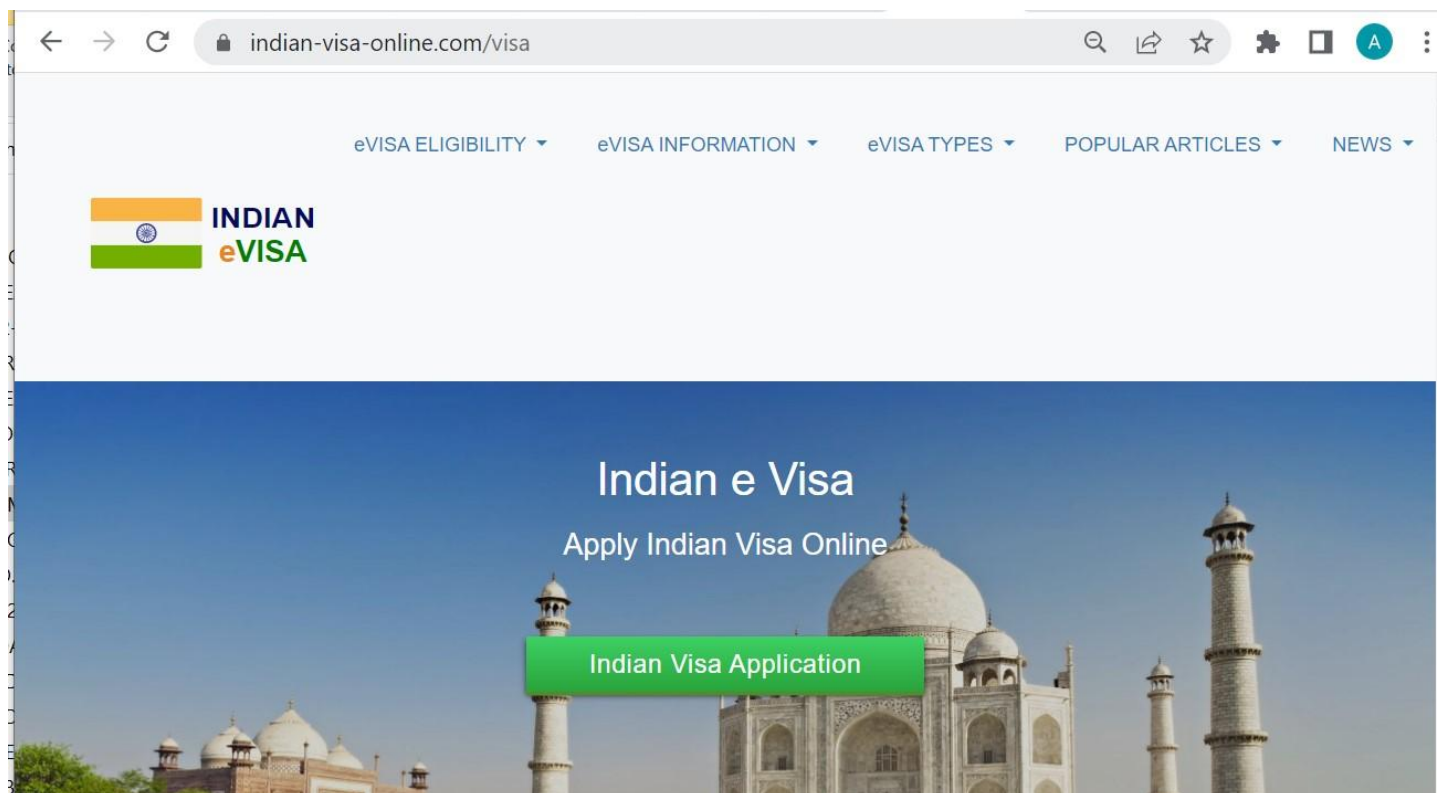 indian-visa-online.com/visa
A
eVISA ELIGIBILITY eVISA INFORMATION eVISA TYPES POPULAR ARTICLES NEWS
INDIAN
eVISA
Indian e Visa
Apply Indian Visa Online
Indian Visa Application